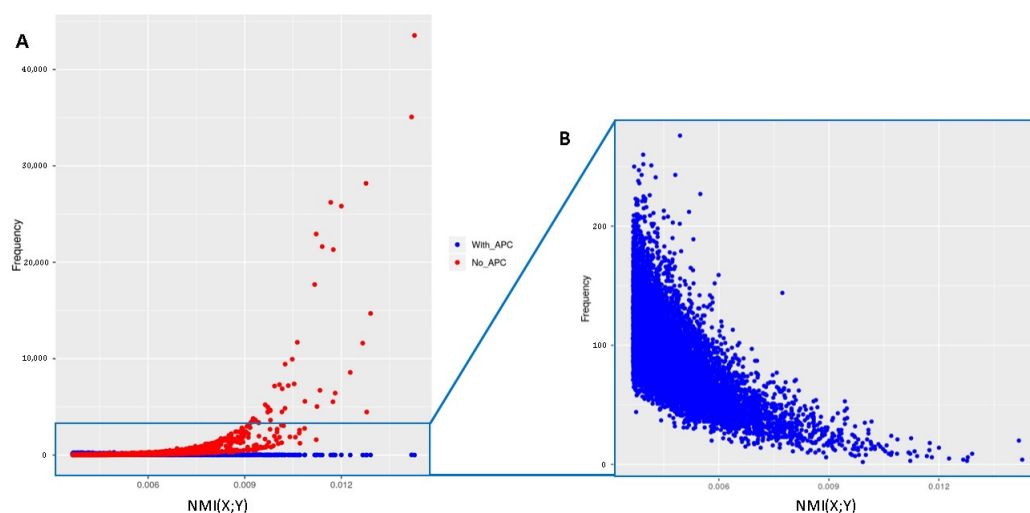 A
40,000
30,000
20,000
10,000
0
Frequency
0.006 0.009 0.012
NMI(X;Y)
With_APC
No_APC
B
200
100
0
Frequency
0.006 0.009 0.012
NMI(X;Y)